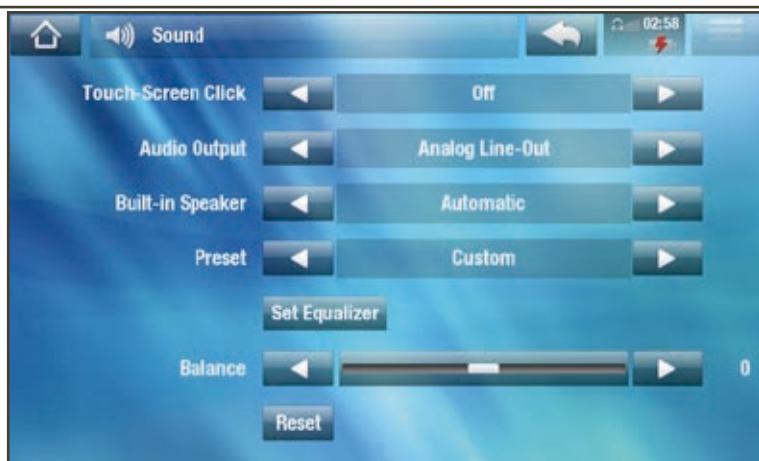 Sound 02:58
Touch-Screen Click Off
Audio Output Analog Line-Out
Built-in Speaker Automatic
Preset Custom
Set Equalizer
Balance 0
Reset